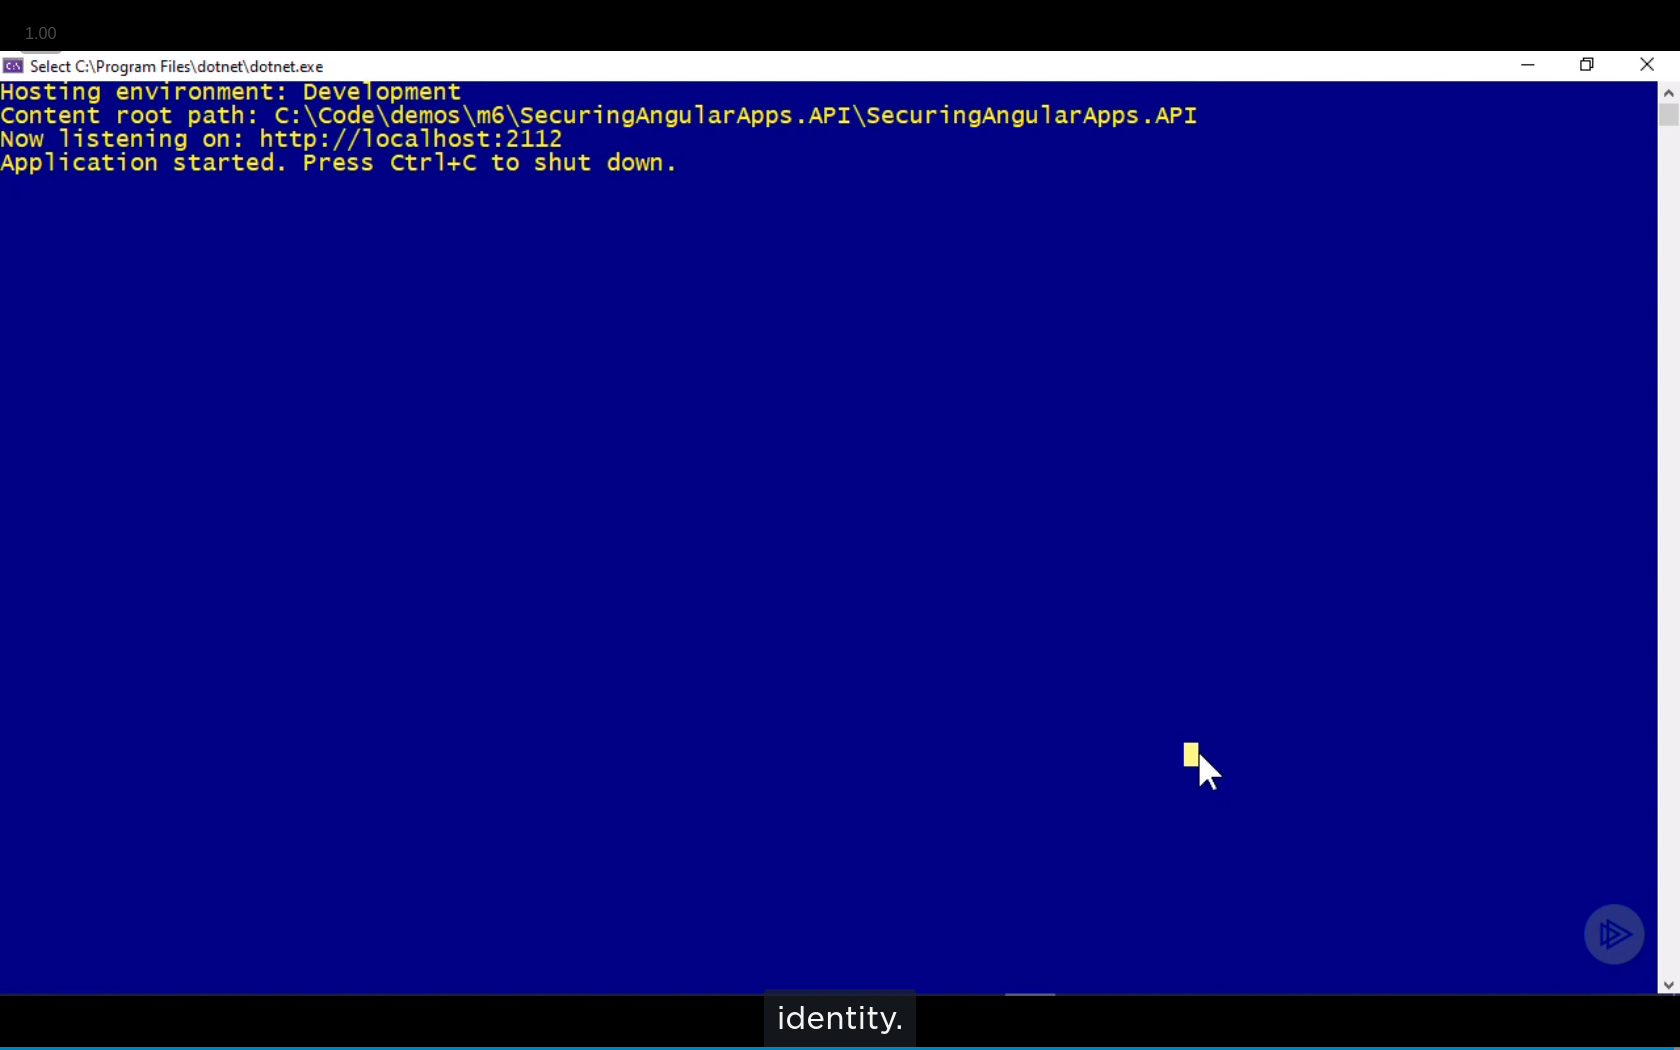 1.00
Select C:\Program Files\dotnet\dotnet.exe
Hosting environment: Development
Content root path: C:\Code\demos\m6\SecuringAngularApps.API\SecuringAngularApps.API
Now listening on: http://localhost:2112
Application started. Press Ctrl+C to shut down.
identity.